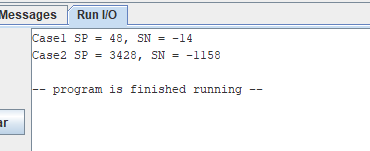 Messages Run I/O
Case1 SP = 48, SN = -14
Case2 SP = 3428, SN = -1158
-- program is finished running --
ar